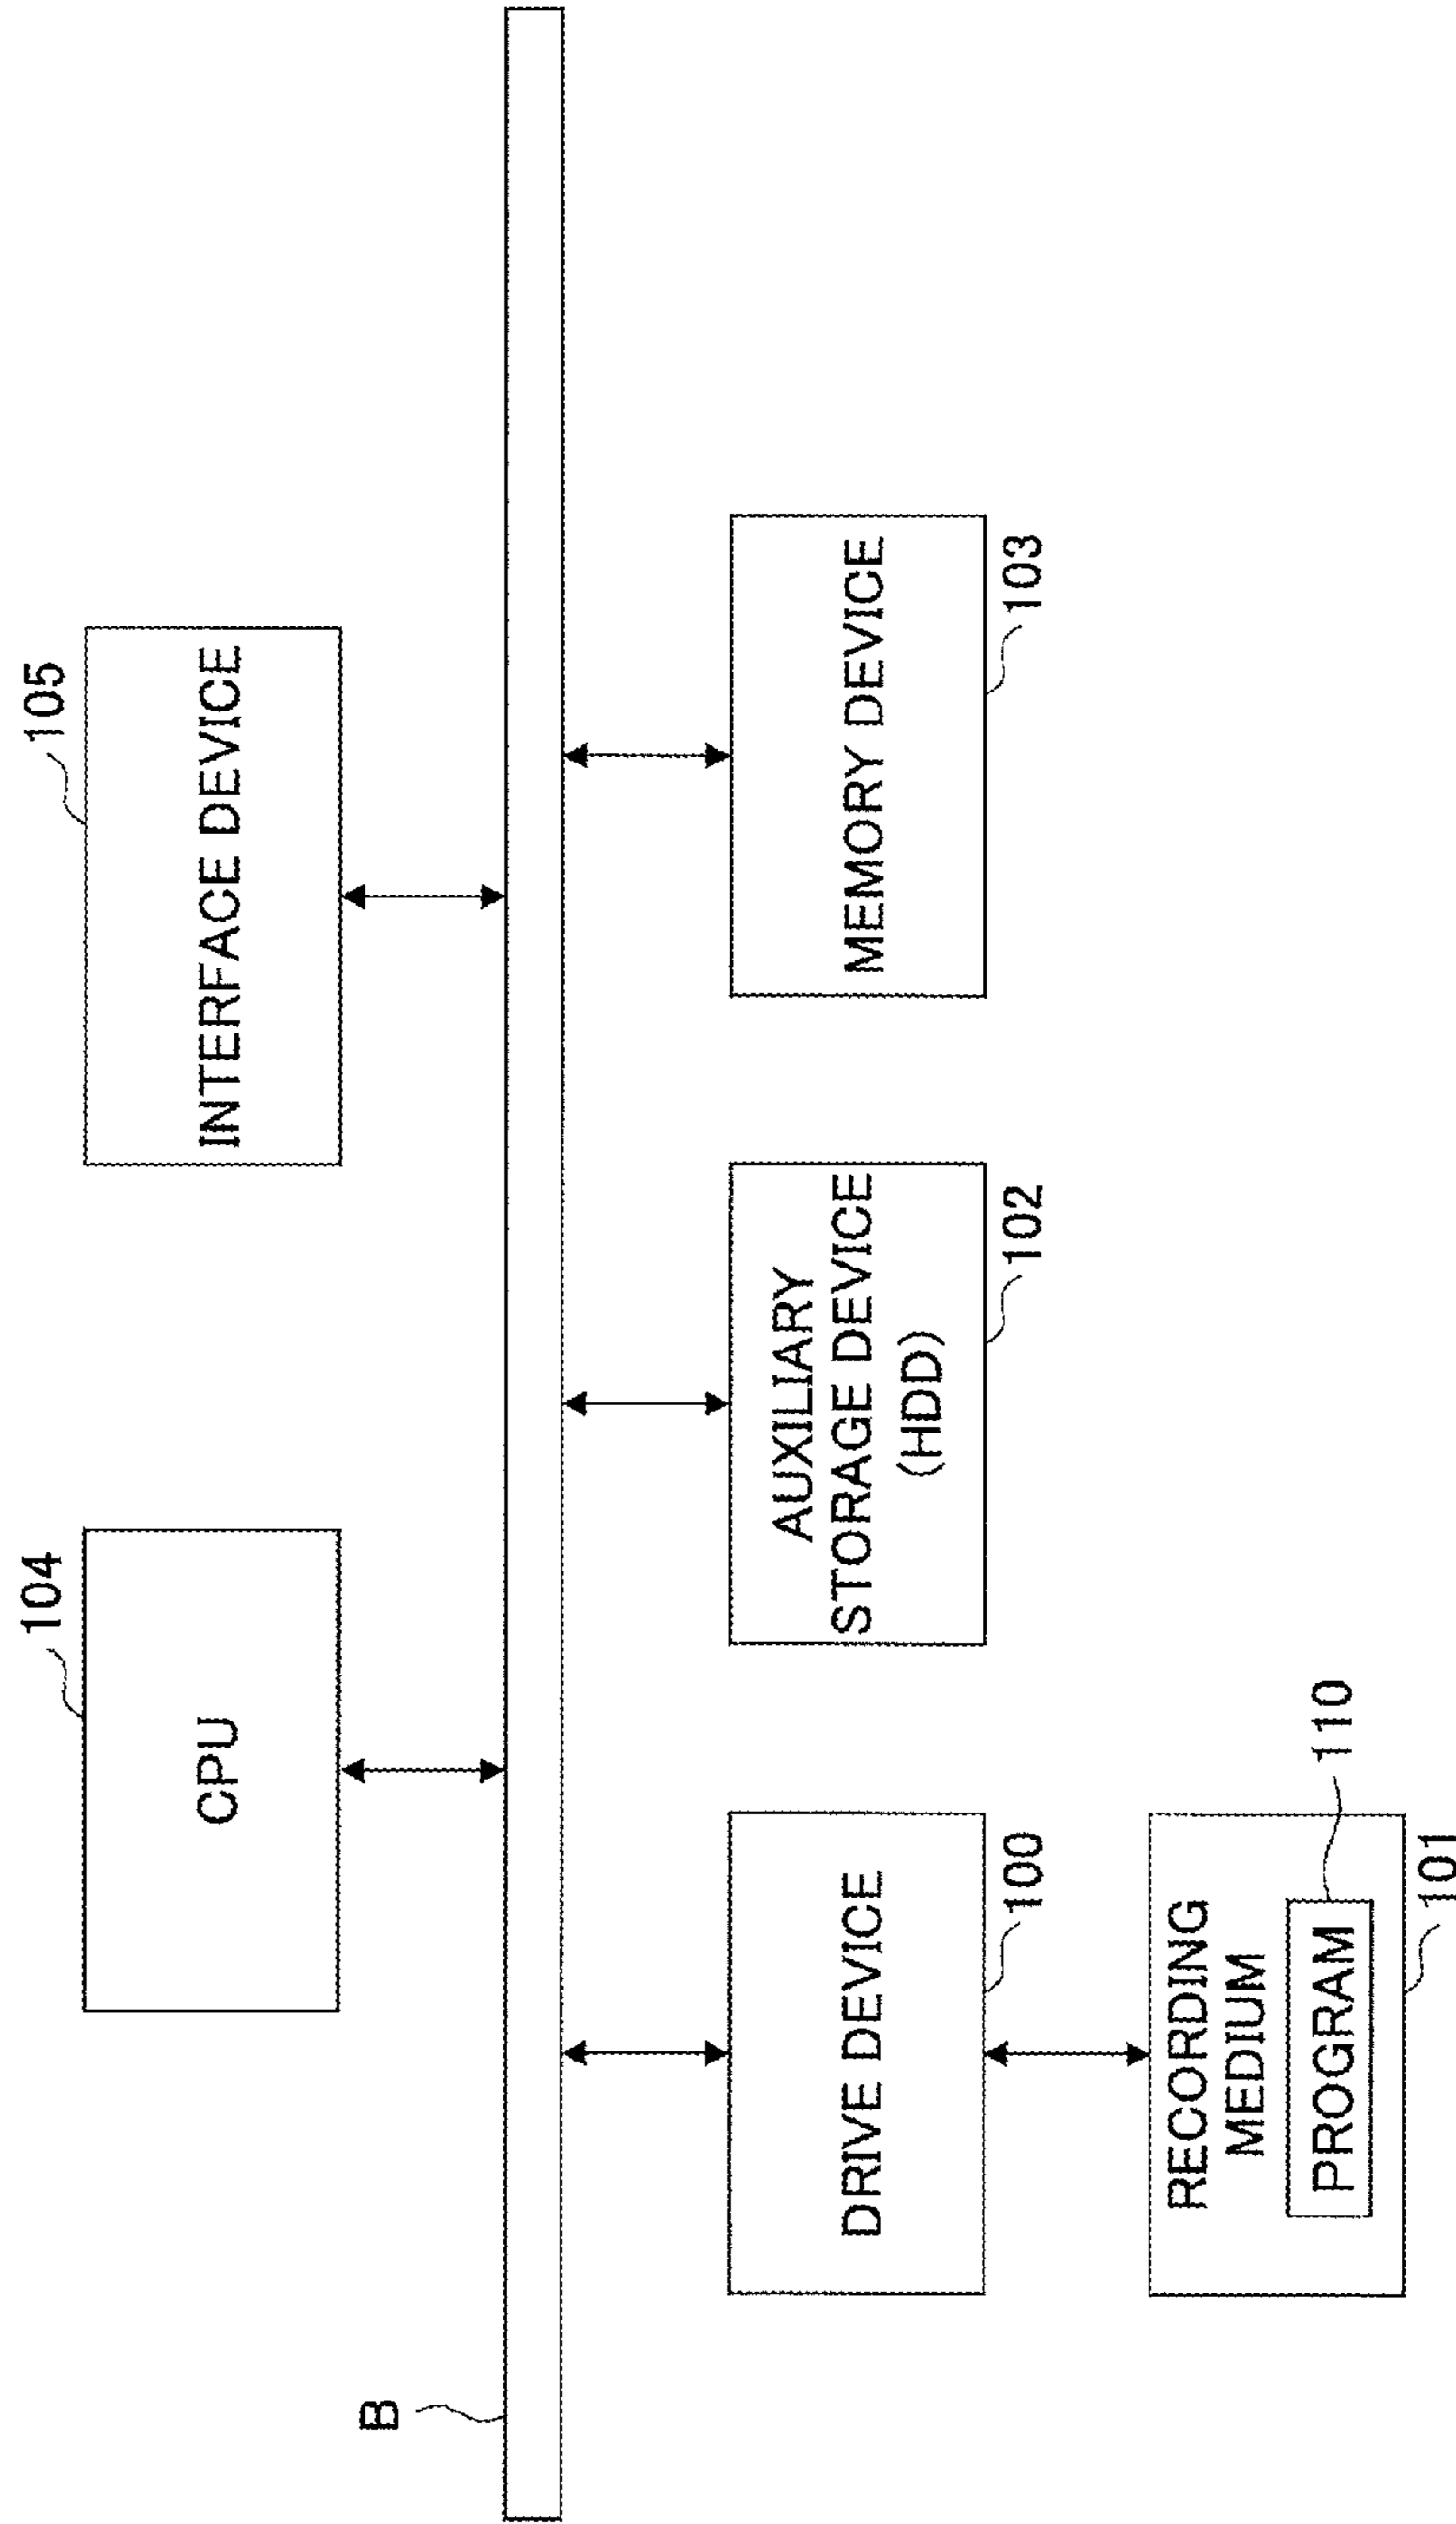 104
CPU
105
INTERFACE DEVICE
B
DRIVE DEVICE
100
AUXILIARY
STORAGE DEVICE
(HDD)
102
MEMORY DEVICE
103
RECORDING
MEDIUM
PROGRAM
110
101